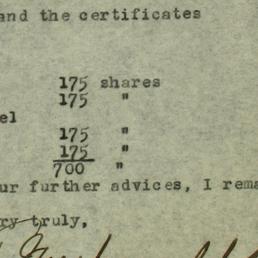 and the certificates
175 shares
175 "
el
175 "
175 "
700 "
ur further advices, I rema
ry truly,